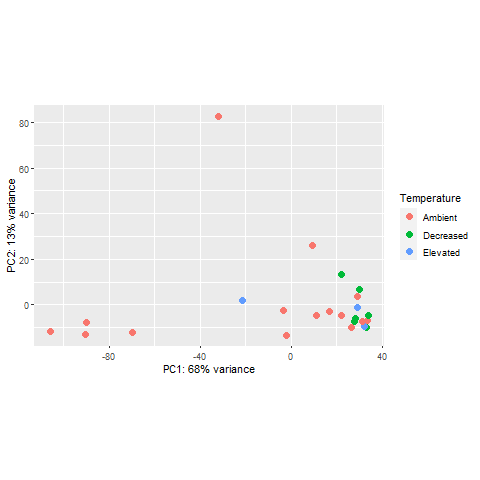 80
60
40
20
0
PC2: 13% variance
-80
-40
0
40
PC1: 68% variance
Temperature
Ambient
Decreased
Elevated